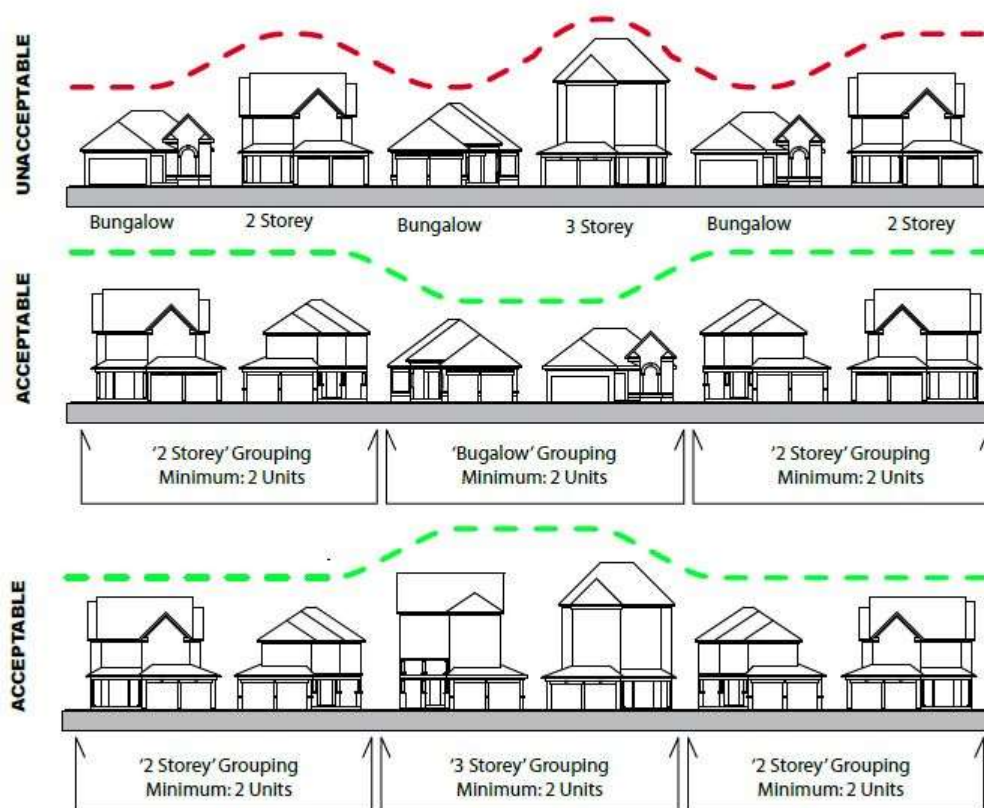 UNACCEPTABLE
Bungalow 2 Storey Bungalow 3 Storey Bungalow 2 Storey
ACCEPTABLE
'2 Storey' Grouping 'Bugalow' Grouping '2 Storey' Grouping
Minimum: 2 Units Minimum: 2 Units Minimum: 2 Units
ACCEPTABLE
'2 Storey' Grouping '3 Storey' Grouping '2 Storey' Grouping
Minimum: 2 Units Minimum: 2 Units Minimum: 2 Units